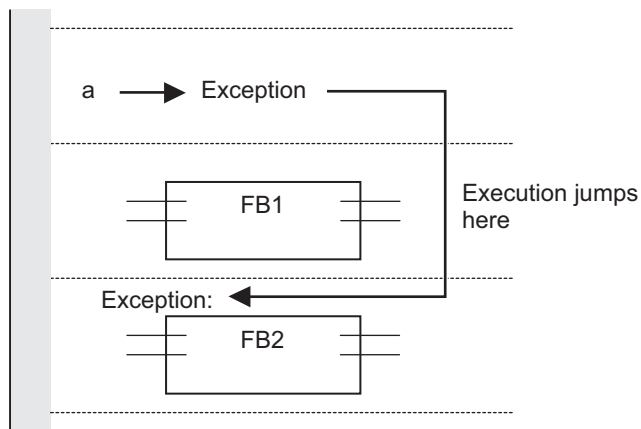 a Exception
FB1
Execution jumps
here
Exception:
FB2